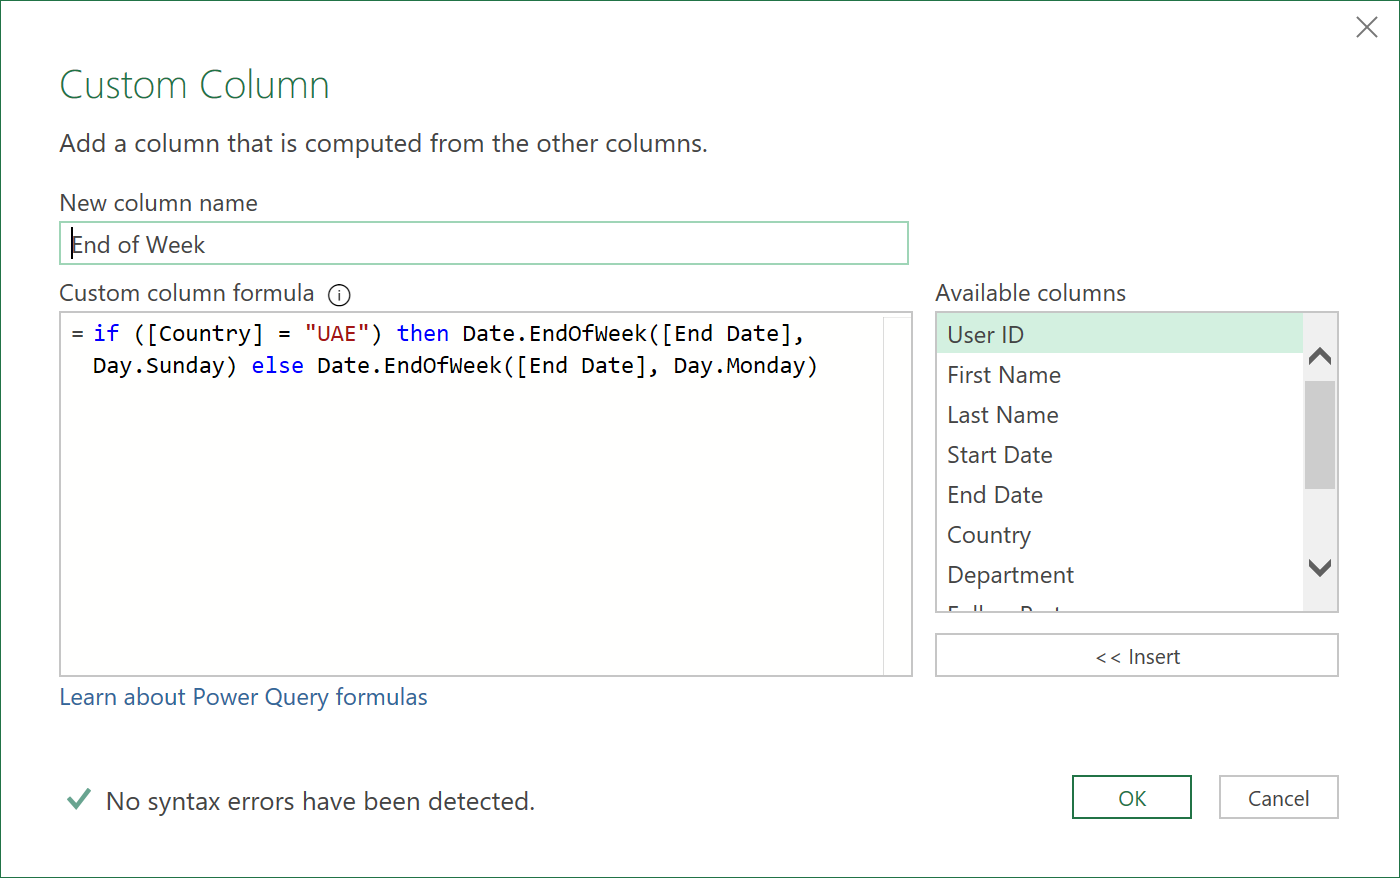 Custom Column
Add a column that is computed from the other columns.
New column name
End of Week
Custom column formula
Available columns
= if ([Country] = "UAE") then Date.EndOfWeek([End Date],
Day.Sunday) else Date.EndOfWeek([End Date], Day.Monday)
User ID
First Name
Last Name
Start Date
End Date
Country
Department
<< Insert
Learn about Power Query formulas
No syntax errors have been detected.
OK
Cancel